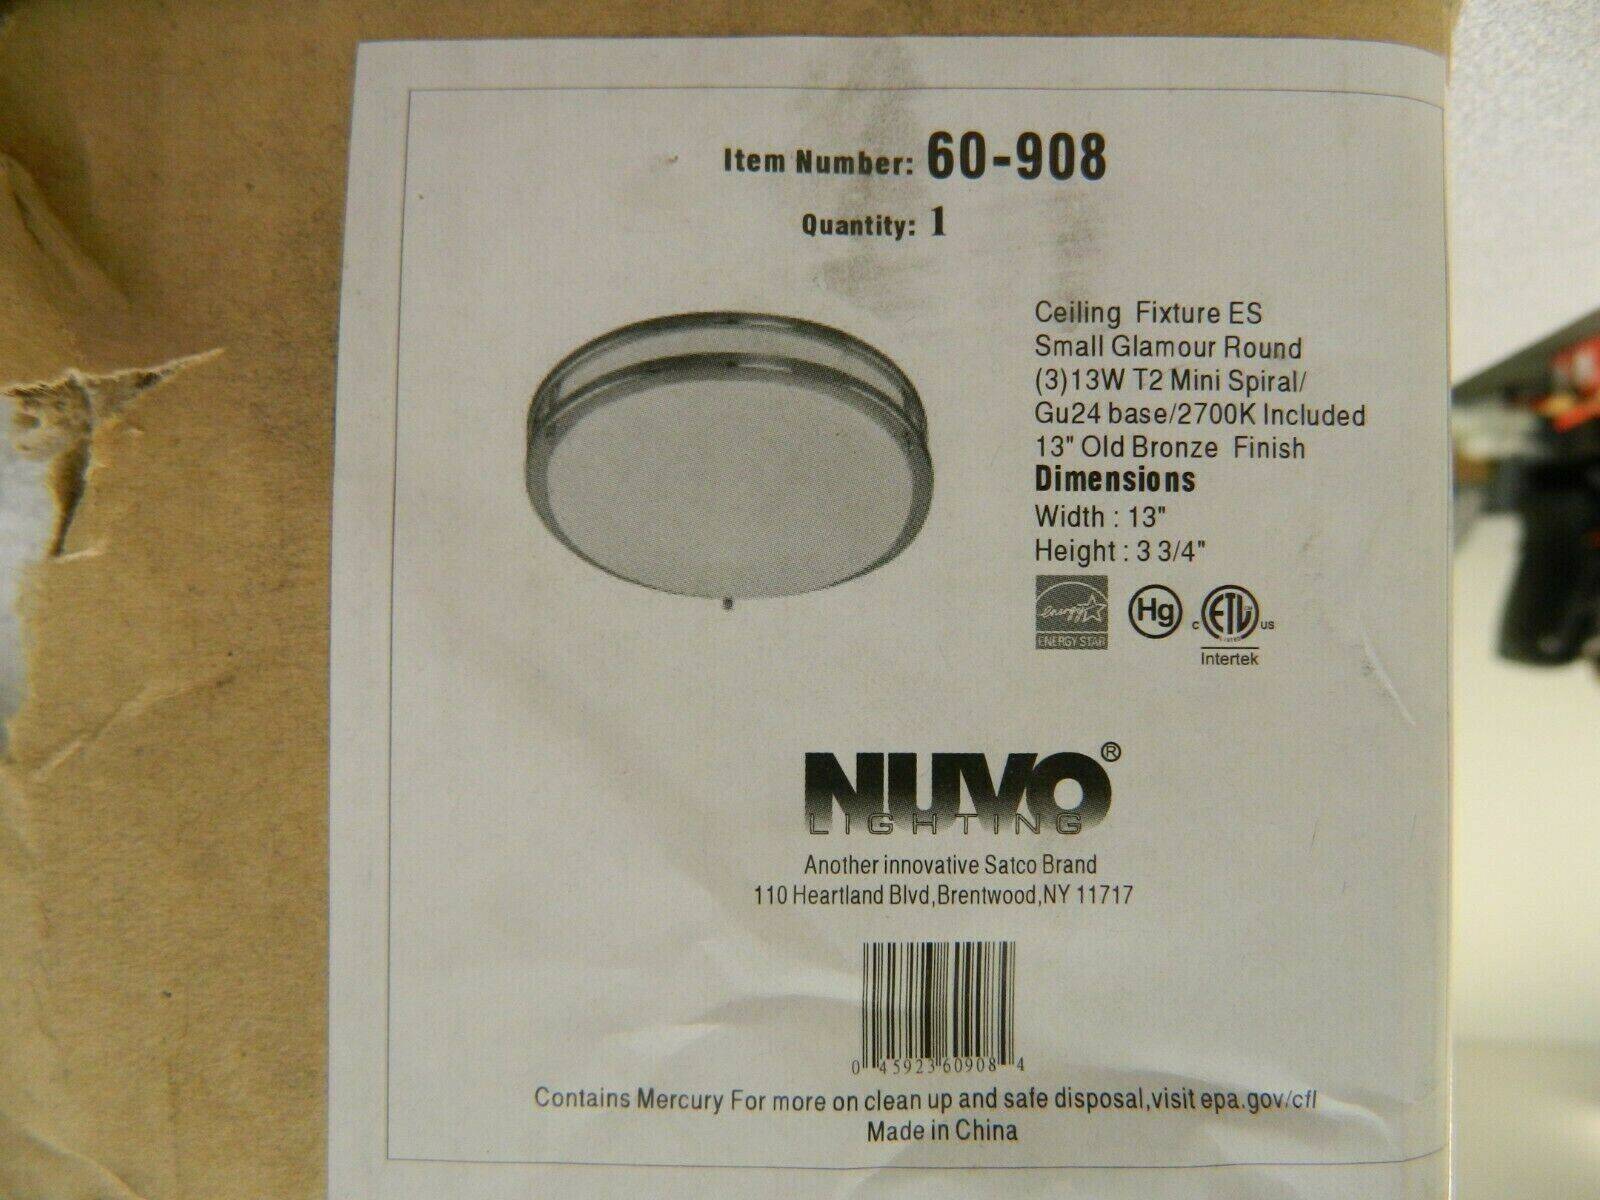 Item Number: 60-908
Quantity: 1
Ceiling Fixture ES
Small Glamour Round
(3)13W T2 Mini Spiral/
Gu24 base/2700K Included
13" Old Bronze Finish
Dimensions
Width : 13"
Height : 3 3/4"
energy
ENERGY STAR
Hg
c ETL us
LISTED
Intertek
NUVO®
LIGHTING
Another innovative Satco Brand
110 Heartland Blvd,Brentwood,NY 11717
0 45923 60908 4
Contains Mercury For more on clean up and safe disposal,visit epa.gov/cfl
Made in China